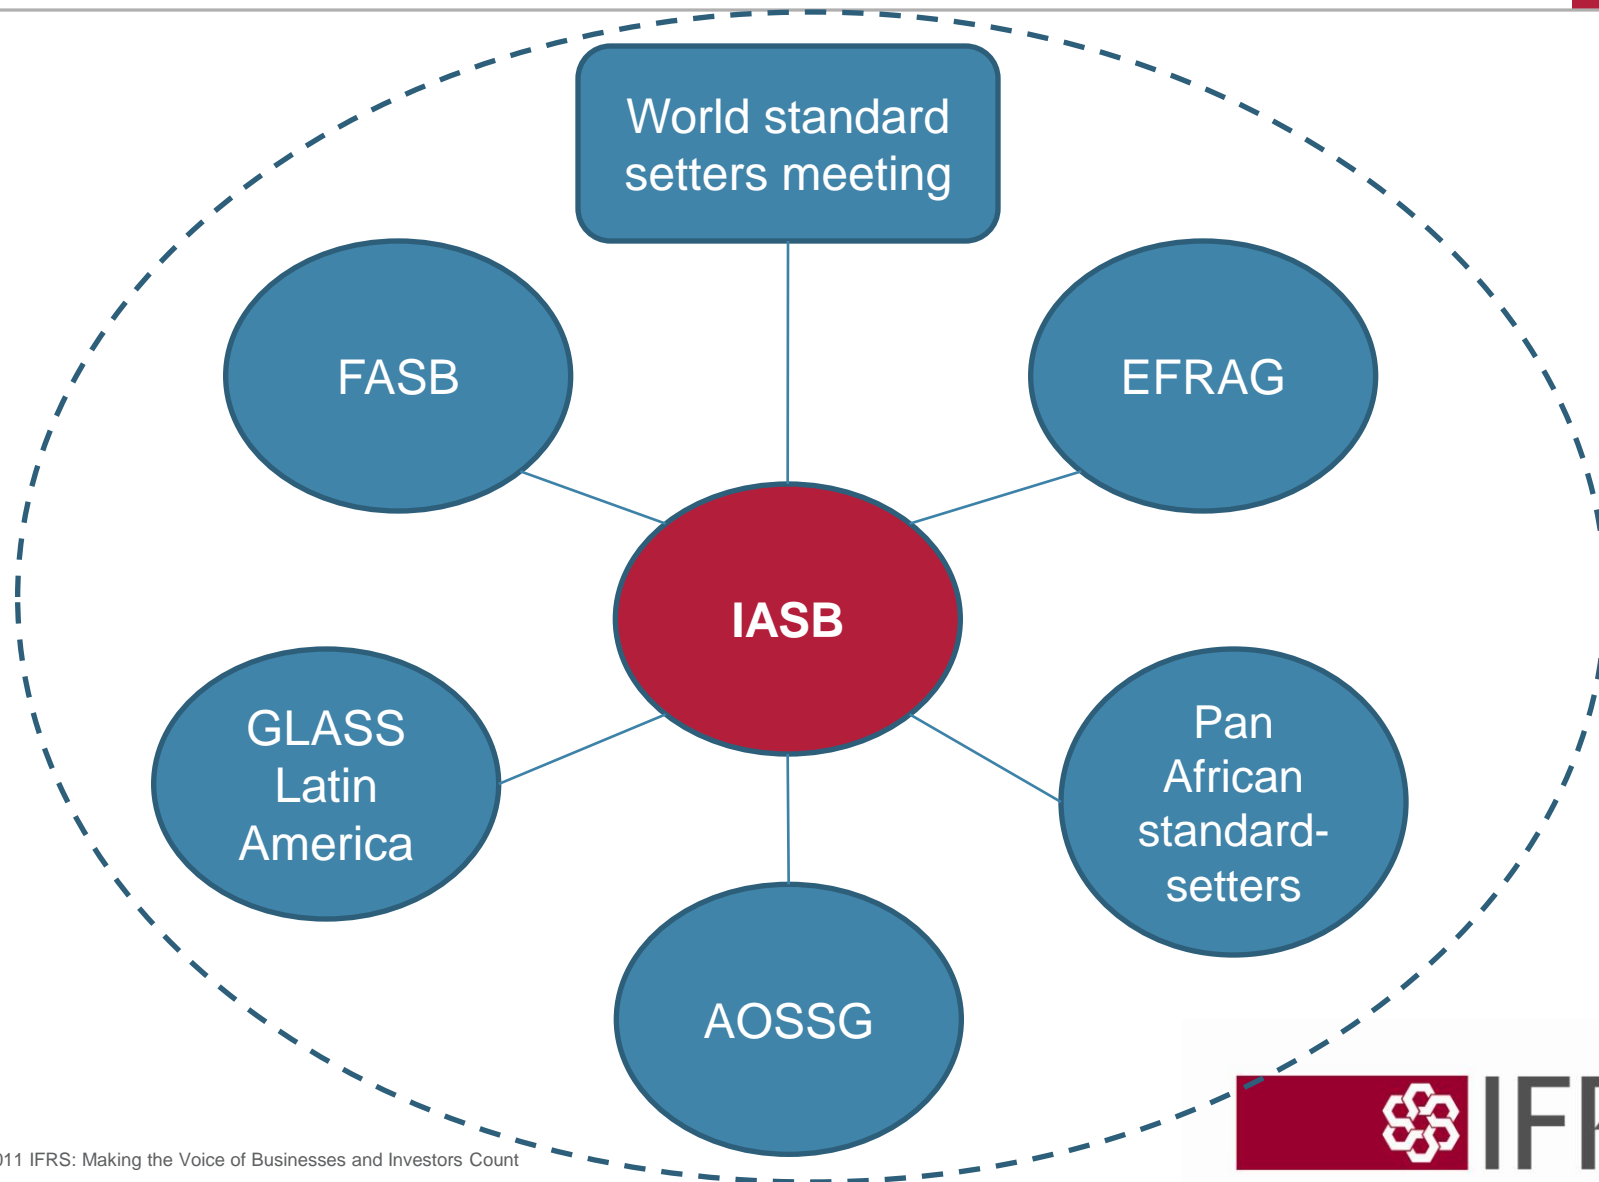 World standard
setters meeting
FASB
EFRAG
IASB
GLASS
Latin
America
Pan
African
standard-
setters
AOSSG
IFRS: Making the Voice of Businesses and Investors Count